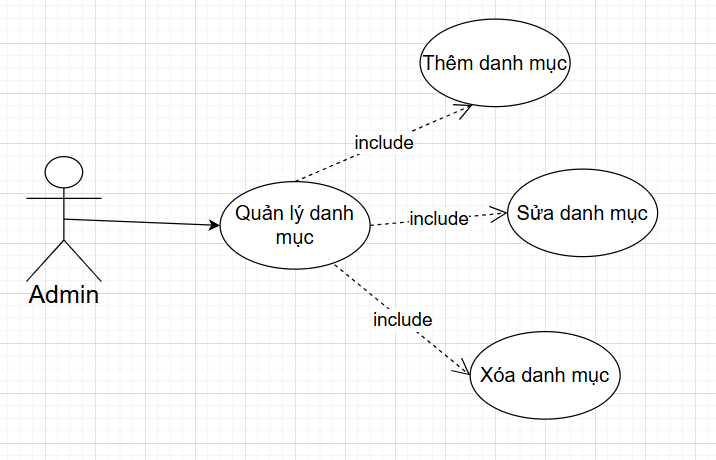 Thêm danh mục
include
Quản lý danh
mục
include
Sửa danh mục
Admin
include
Xóa danh mục